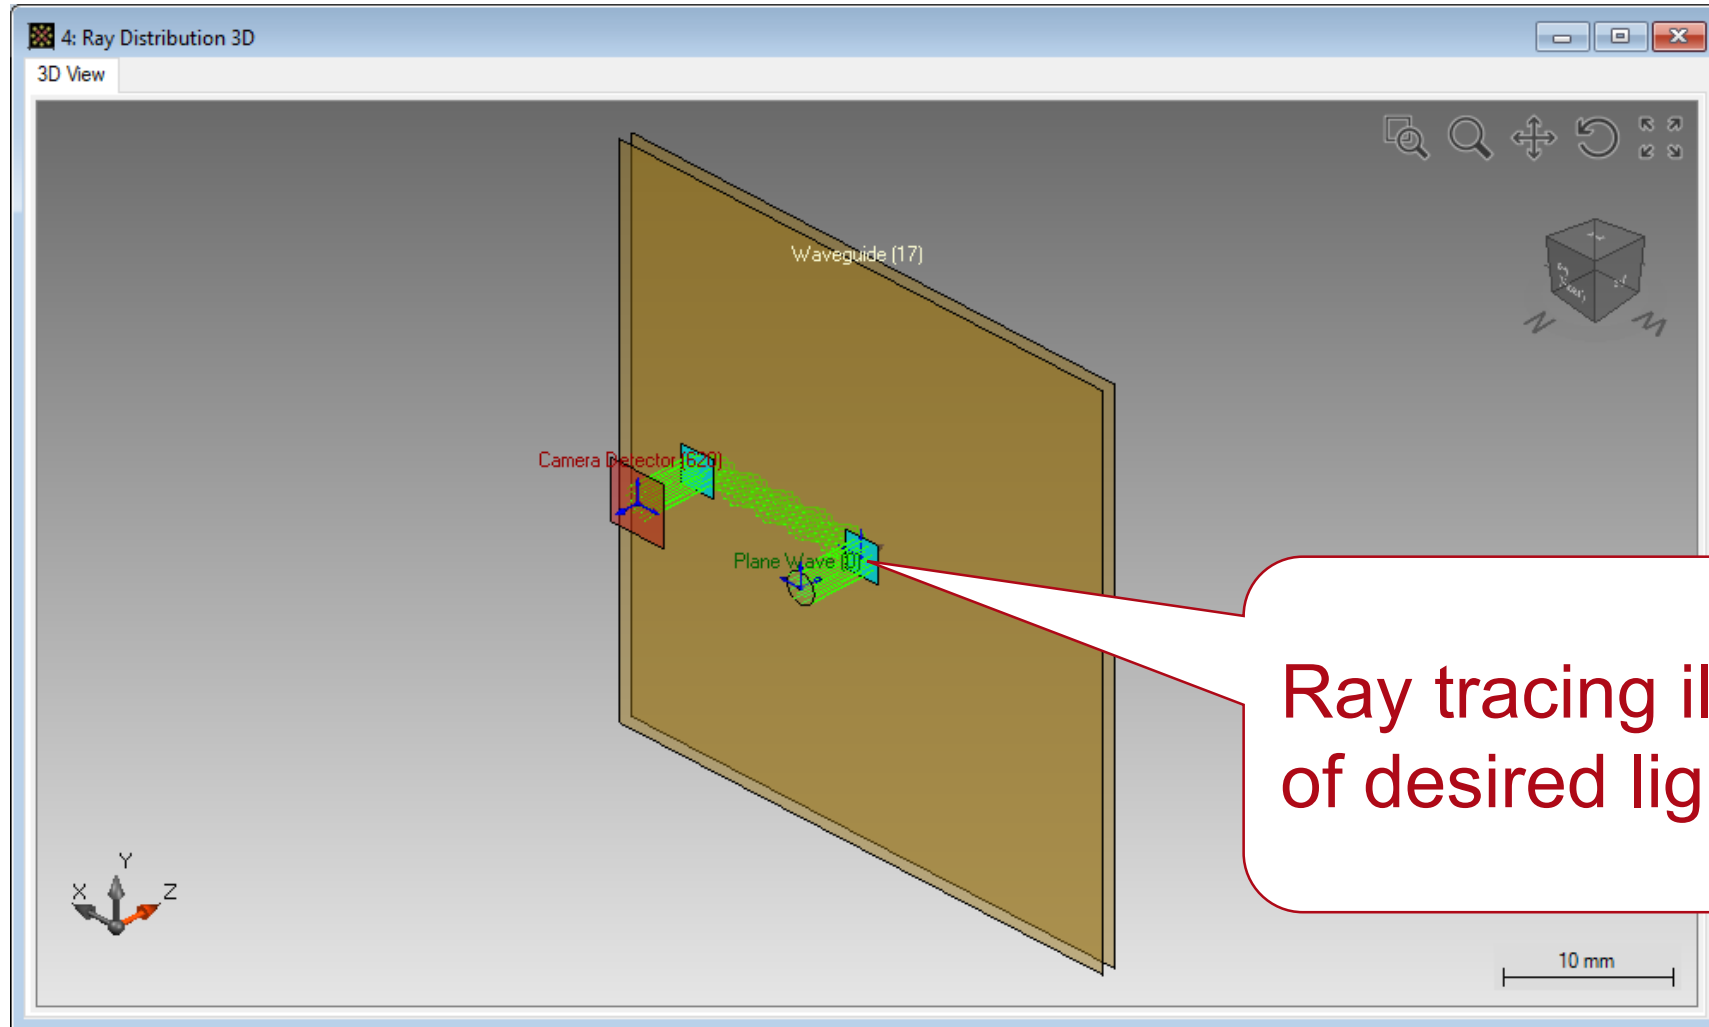 4: Ray Distribution 3D
3D View
Waveguide (17)
Camera Detector (620)
Plane Wave (0)
Ray tracing il
of desired lig
Y
X
Z
10 mm